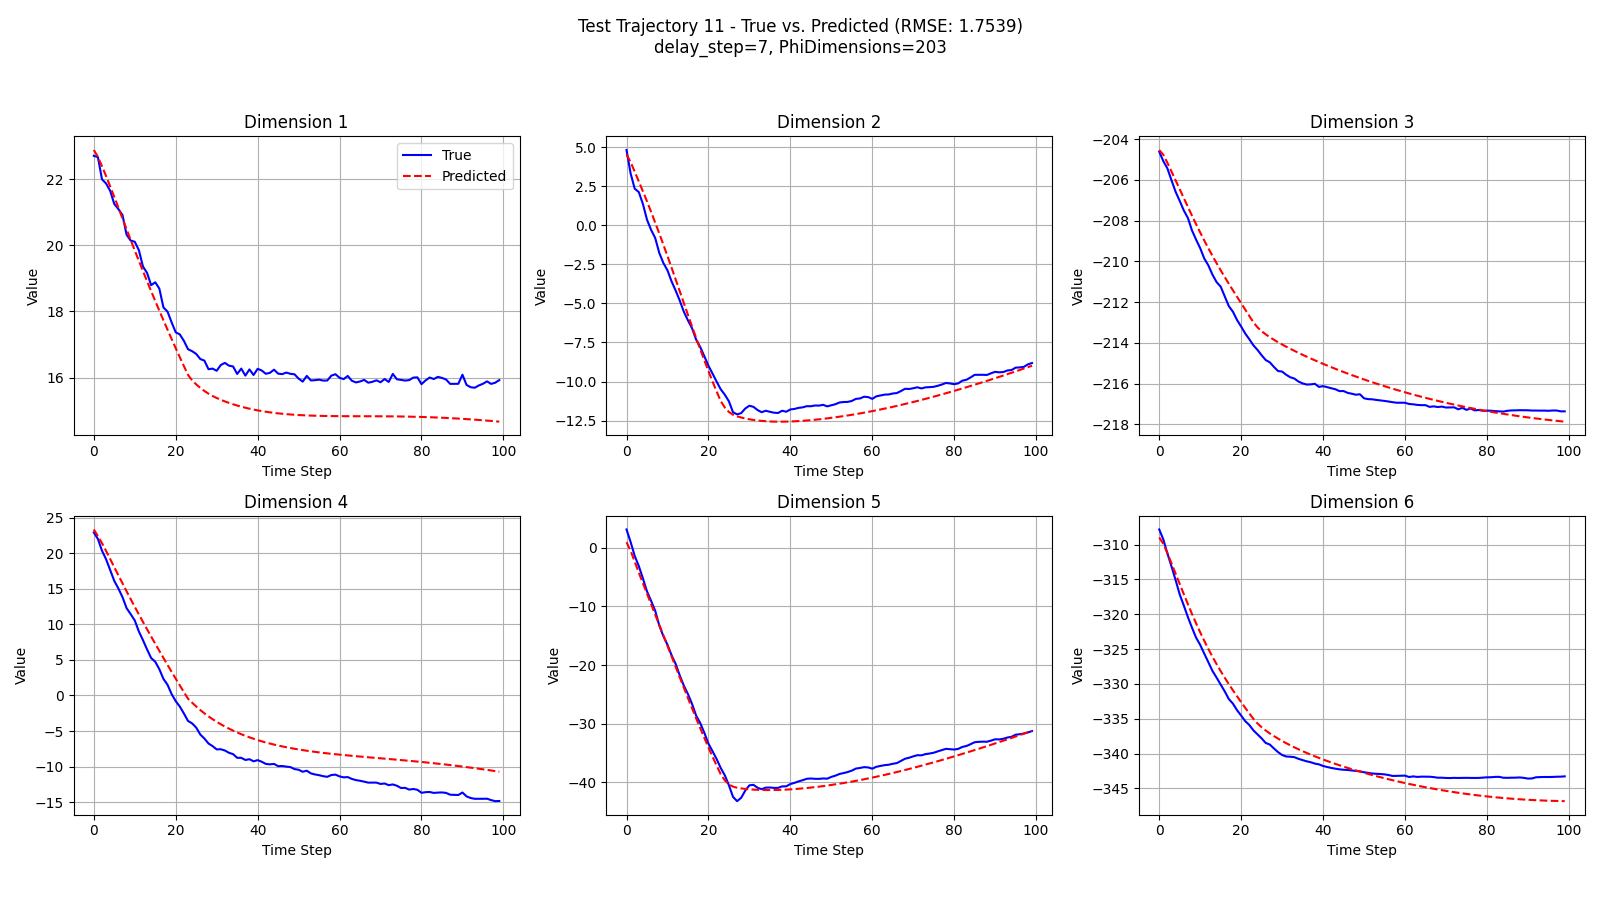 Test Trajectory 11 - True vs. Predicted (RMSE: 1.7539)
delay_step=7, PhiDimensions=203
Dimension 1
True
Predicted
22
20
18
16
Value
0 20 40 60 80 100
Time Step
Dimension 2
5.0
2.5
0.0
−2.5
−5.0
−7.5
−10.0
−12.5
Value
0 20 40 60 80 100
Time Step
Dimension 3
−204
−206
−208
−210
−212
−214
−216
−218
Value
0 20 40 60 80 100
Time Step
Dimension 4
25
20
15
10
5
0
−5
−10
−15
Value
0 20 40 60 80 100
Time Step
Dimension 5
0
−10
−20
−30
−40
Value
0 20 40 60 80 100
Time Step
Dimension 6
−310
−315
−320
−325
−330
−335
−340
−345
Value
0 20 40 60 80 100
Time Step